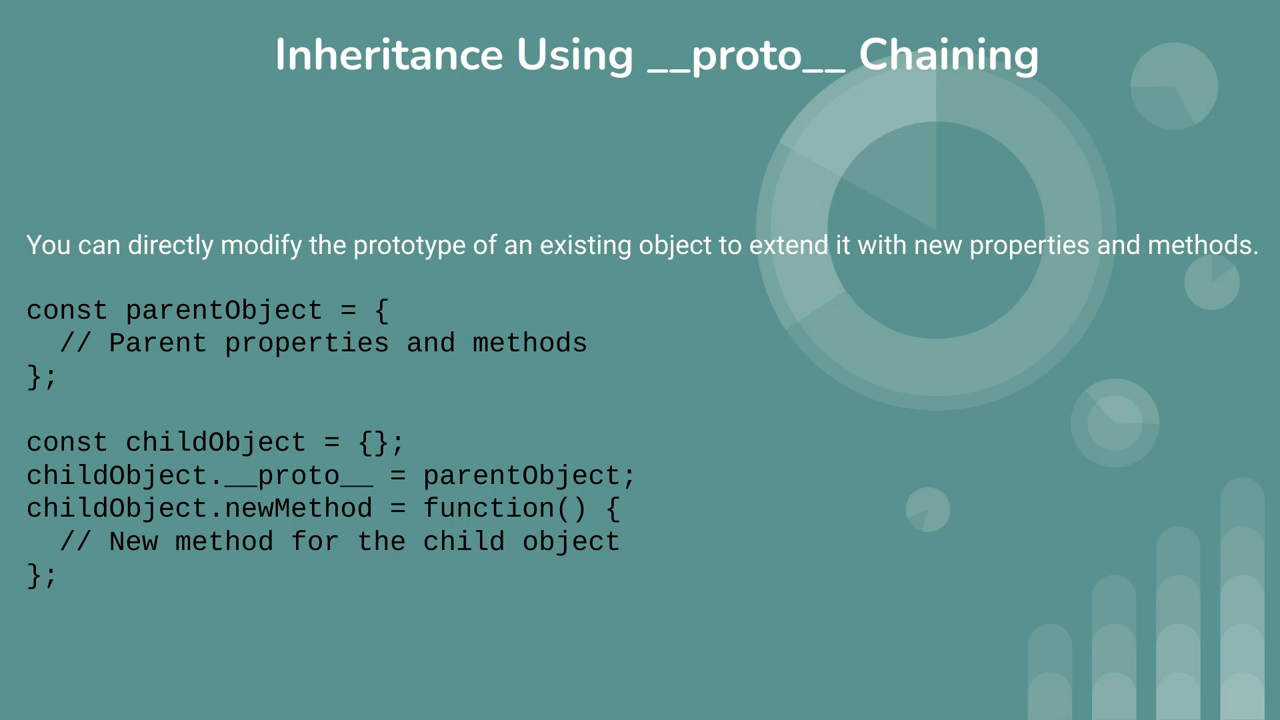 Inheritance Using __proto__ Chaining
You can directly modify the prototype of an existing object to extend it with new properties and methods.
const parentObject = {
  // Parent properties and methods
};
const childObject = {};
childObject.__proto__ = parentObject;
childObject.newMethod = function() {
  // New method for the child object
};